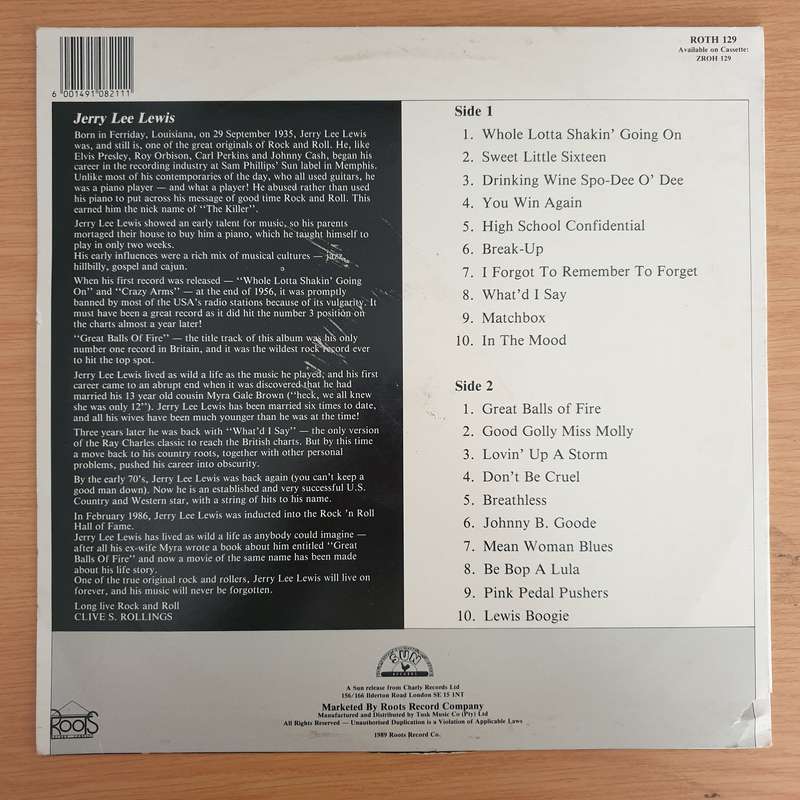 6 001491 082111
ROTH 129
Available on Cassette:
ZROH 129
Jerry Lee Lewis
Born in Ferriday, Louisiana, on 29 September 1935, Jerry Lee Lewis
was, and still is, one of the great originals of Rock and Roll. He, like
Elvis Presley, Roy Orbison, Carl Perkins and Johnny Cash, began his
career in the recording industry at Sam Phillips' Sun label in Memphis.
Unlike most of his contemporaries of the day, who all used guitars, he
was a piano player — and what a player! He abused rather than used
his piano to put across his message of good time Rock and Roll. This
earned him the nick name of "The Killer".
Jerry Lee Lewis showed an early talent for music, so his parents
mortaged their house to buy him a piano, which he taught himself to
play in only two weeks.
His early influences were a rich mix of musical cultures — jazz,
hillbilly, gospel and cajun.
When his first record was released — "Whole Lotta Shakin' Going
On" and "Crazy Arms" — at the end of 1956, it was promptly
banned by most of the USA's radio stations because of its vulgarity. It
must have been a great record as it did hit the number 3 position on
the charts almost a year later!
"Great Balls Of Fire" — the title track of this album was his only
number one record in Britain, and it was the wildest rock record ever
to hit the top spot.
Jerry Lee Lewis lived as wild a life as the music he played, and his first
career came to an abrupt end when it was discovered that he had
married his 13 year old cousin Myra Gale Brown ("heck, we all knew
she was only 12"). Jerry Lee Lewis has been married six times to date,
and all his wives have been much younger than he was at the time!
Three years later he was back with "What'd I Say" — the only version
of the Ray Charles classic to reach the British charts. But by this time
a move back to his country roots, together with other personal
problems, pushed his career into obscurity.
By the early 70's, Jerry Lee Lewis was back again (you can't keep a
good man down). Now he is an established and very successful U.S.
Country and Western star, with a string of hits to his name.
In February 1986, Jerry Lee Lewis was inducted into the Rock 'n Roll
Hall of Fame.
Jerry Lee Lewis has lived as wild a life as anybody could imagine —
after all his ex-wife Myra wrote a book about him entitled "Great
Balls Of Fire" and now a movie of the same name has been made
about his life story.
One of the true original rock and rollers, Jerry Lee Lewis will live on
forever, and his music will never be forgotten.
Long live Rock and Roll
CLIVE S. ROLLINGS
Side 1
1. Whole Lotta Shakin' Going On
2. Sweet Little Sixteen
3. Drinking Wine Spo-Dee O' Dee
4. You Win Again
5. High School Confidential
6. Break-Up
7. I Forgot To Remember To Forget
8. What'd I Say
9. Matchbox
10. In The Mood
Side 2
1. Great Balls of Fire
2. Good Golly Miss Molly
3. Lovin' Up A Storm
4. Don't Be Cruel
5. Breathless
6. Johnny B. Goode
7. Mean Woman Blues
8. Be Bop A Lula
9. Pink Pedal Pushers
10. Lewis Boogie
SUN
RECORDS
A Sun release from Charly Records Ltd
156/166 Ilderton Road London SE 15 1NT
Marketed By Roots Record Company
Manufactured and Distributed by Tusk Music Co (Pty) Ltd
All Rights Reserved — Unauthorised Duplication is a Violation of Applicable Laws
1989 Roots Record Co.
ROOTS